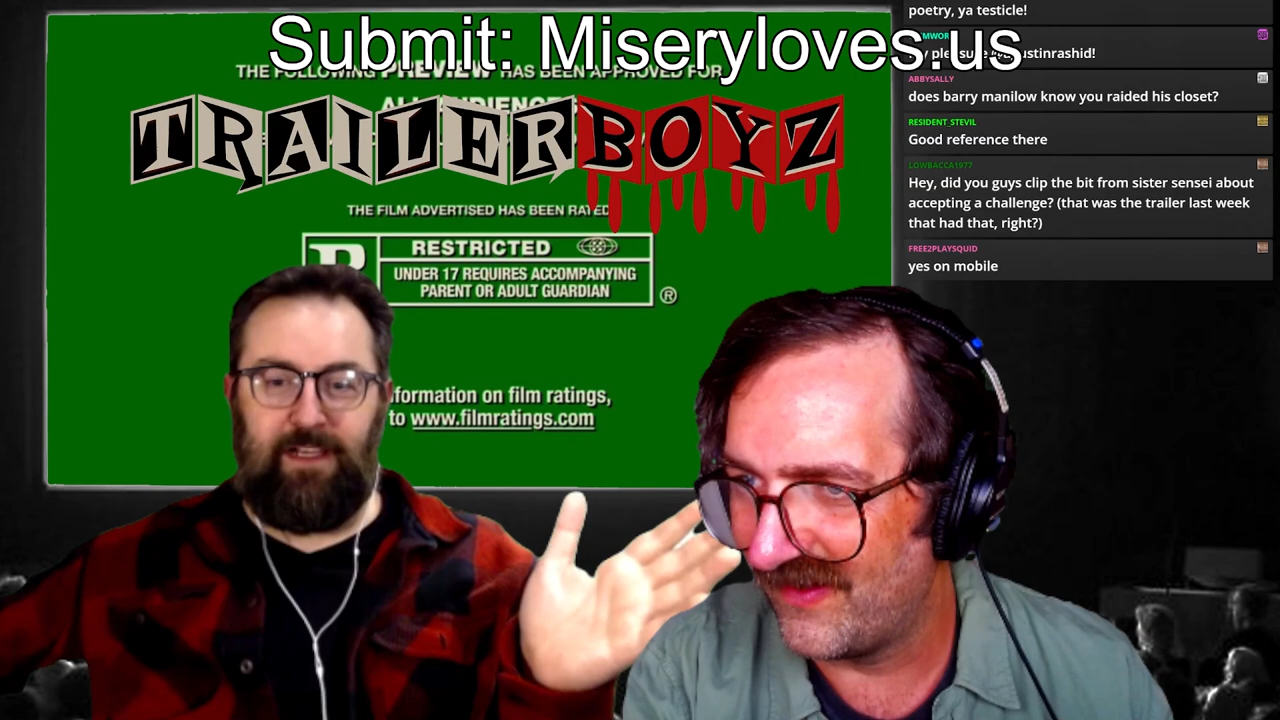 Submit: Miseryloves.us
THE FOLLOWING PREVIEW HAS BEEN APPROVED FOR
ALL AUDIENCES
TRAILERBOYZ
THE FILM ADVERTISED HAS BEEN RATED
R
RESTRICTED
UNDER 17 REQUIRES ACCOMPANYING
PARENT OR ADULT GUARDIAN
®
formation on film ratings,
to www.filmratings.com
poetry, ya testicle!
ABBYSALLY
does barry manilow know you raided his closet?
RESIDENT_STEVIL
Good reference there
LOWBACCA1977
Hey, did you guys clip the bit from sister sensei about
accepting a challenge? (that was the trailer last week
that had that, right?)
FREE2PLAYSQUID
yes on mobile